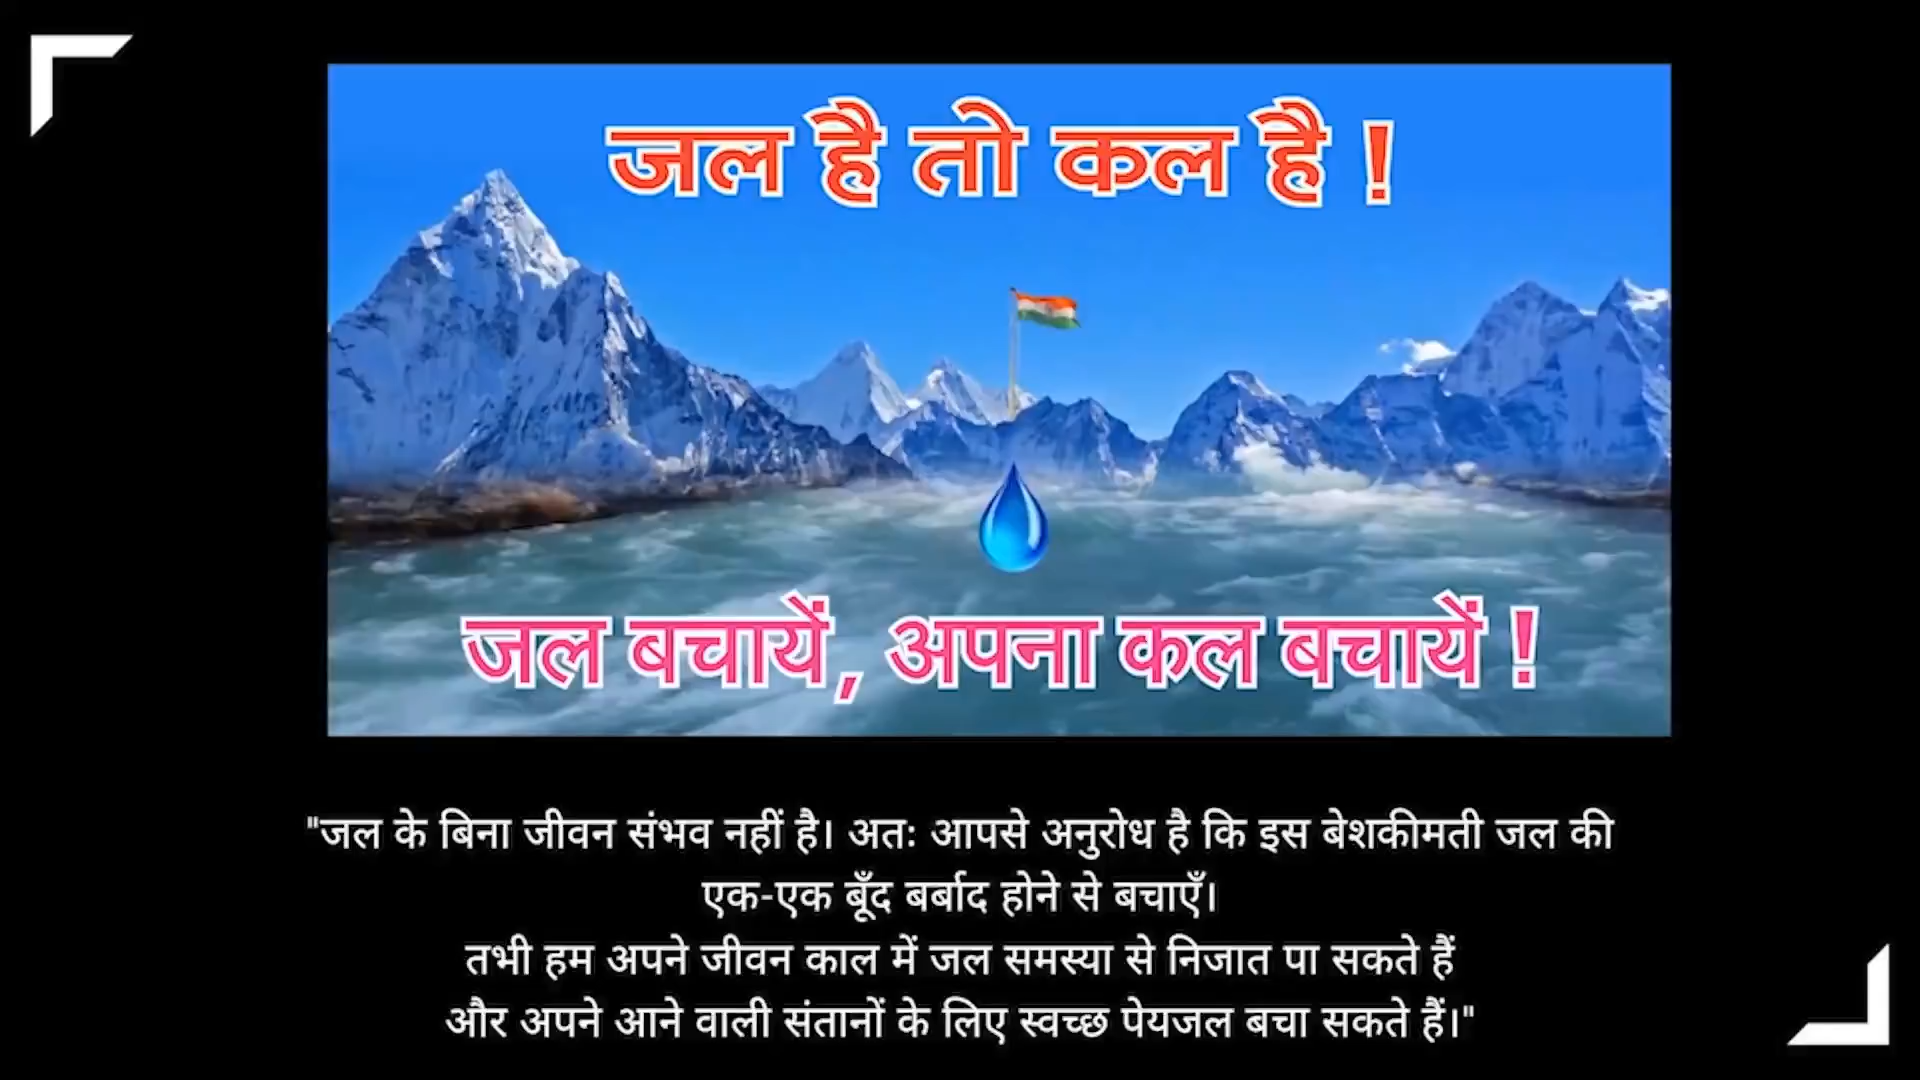 जल है तो कल है !
जल बचायें, अपना कल बचायें !
"जल के बिना जीवन संभव नहीं है। अतः आपसे अनुरोध है कि इस बेशकीमती जल की
एक-एक बूँद बर्बाद होने से बचाएँ।
तभी हम अपने जीवन काल में जल समस्या से निजात पा सकते हैं
और अपने आने वाली संतानों के लिए स्वच्छ पेयजल बचा सकते हैं।"